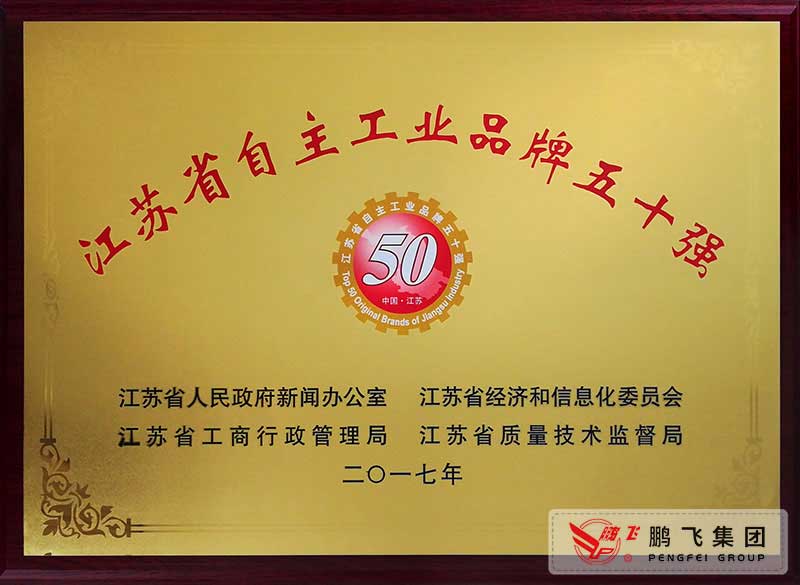 江苏省自主工业品牌五十强
江苏省自主工业品牌五十强
50
中国·江苏
Top 50 Original Brands of Jiangsu Industry
江苏省人民政府新闻办公室 江苏省经济和信息化委员会
江苏省工商行政管理局 江苏省质量技术监督局
二〇一七年
鹏飞 鹏飞集团
PENGFEI GROUP